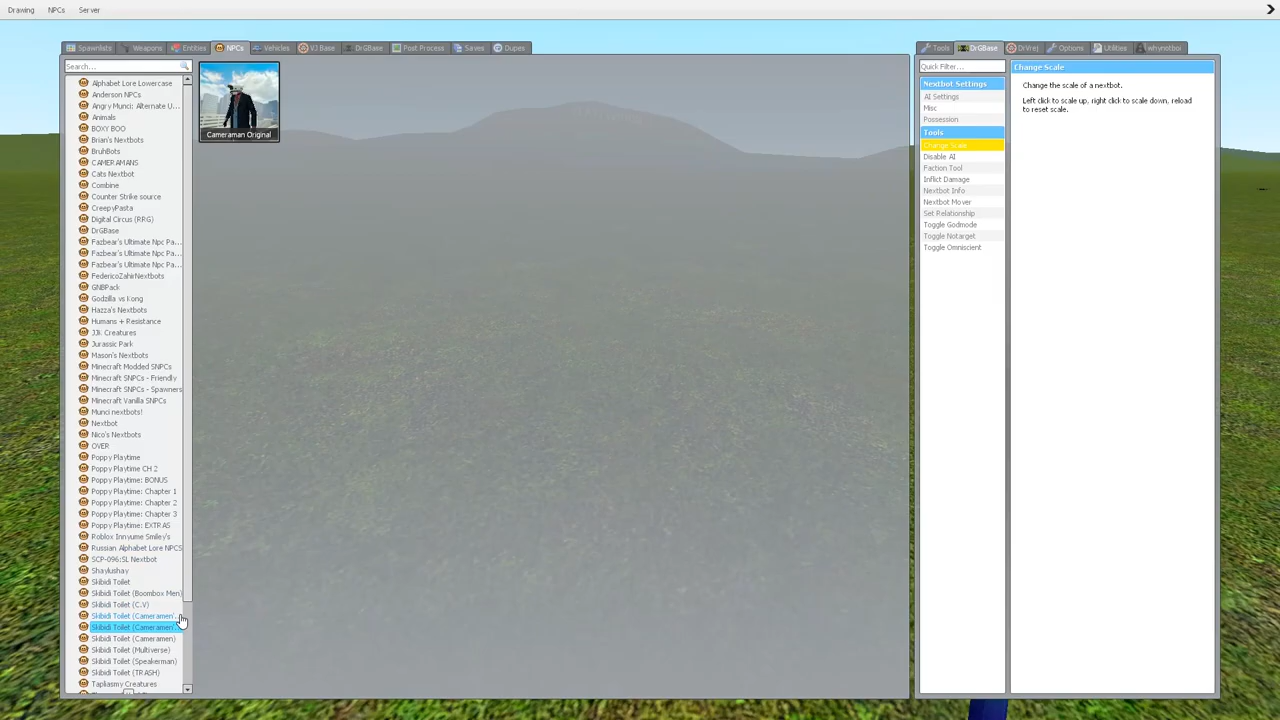 Drawing NPCs Server
Spawnlists Weapons Entities NPCs Vehicles VJ Base DrGBase Post Process Saves Dupes
Search...
Alphabet Lore Lowercase
Anderson NPCs
Angry Munci: Alternate U...
Animals
BOXY BOO
Brian's Nextbots
BruhBots
CAMERAMANS
Cats Nextbot
Combine
Counter Strike source
CreepyPasta
Digital Circus (RRG)
DrGBase
Fazbear's Ultimate Npc Pa...
Fazbear's Ultimate Npc Pa...
Fazbear's Ultimate Npc Pa...
FedericoZahirNextbots
GNBPack
Godzilla vs kong
Hazza's Nextbots
Humans + Resistance
JJK Creatures
Jurassic Park
Mason's Nextbots
Minecraft Modded SNPCs
Minecraft SNPCs - Friendly
Minecraft SNPCs - Spawners
Minecraft Vanilla SNPCs
Munci nextbots!
Nextbot
Nico's Nextbots
OVER
Poppy Playtime
Poppy Playtime CH 2
Poppy Playtime: BONUS
Poppy Playtime: Chapter 1
Poppy Playtime: Chapter 2
Poppy Playtime: Chapter 3
Poppy Playtime: EXTRAS
Roblox Innyume Smiley's
Russian Alphabet Lore NPCS
SCP-096:SL Nextbot
Shaylushay
Skibidi Toilet
Skibidi Toilet (Boombox Men)
Skibidi Toilet (C.V)
Skibidi Toilet (Cameramen'
Skibidi Toilet (Cameramen'
Skibidi Toilet (Cameramen)
Skibidi Toilet (Multiverse)
Skibidi Toilet (Speakerman)
Skibidi Toilet (TRASH)
Tapliasmy Creatures
Cameraman Original
Tools DrGBase DrVrej Options Utilities whynotboi
Quick Filter...
Nextbot Settings
AI Settings
Misc
Possession
Tools
Change Scale
Disable AI
Faction Tool
Inflict Damage
Nextbot Info
Nextbot Mover
Set Relationship
Toggle Godmode
Toggle Notarget
Toggle Omniscient
Change Scale
Change the scale of a nextbot.
Left click to scale up, right click to scale down, reload
to reset scale.